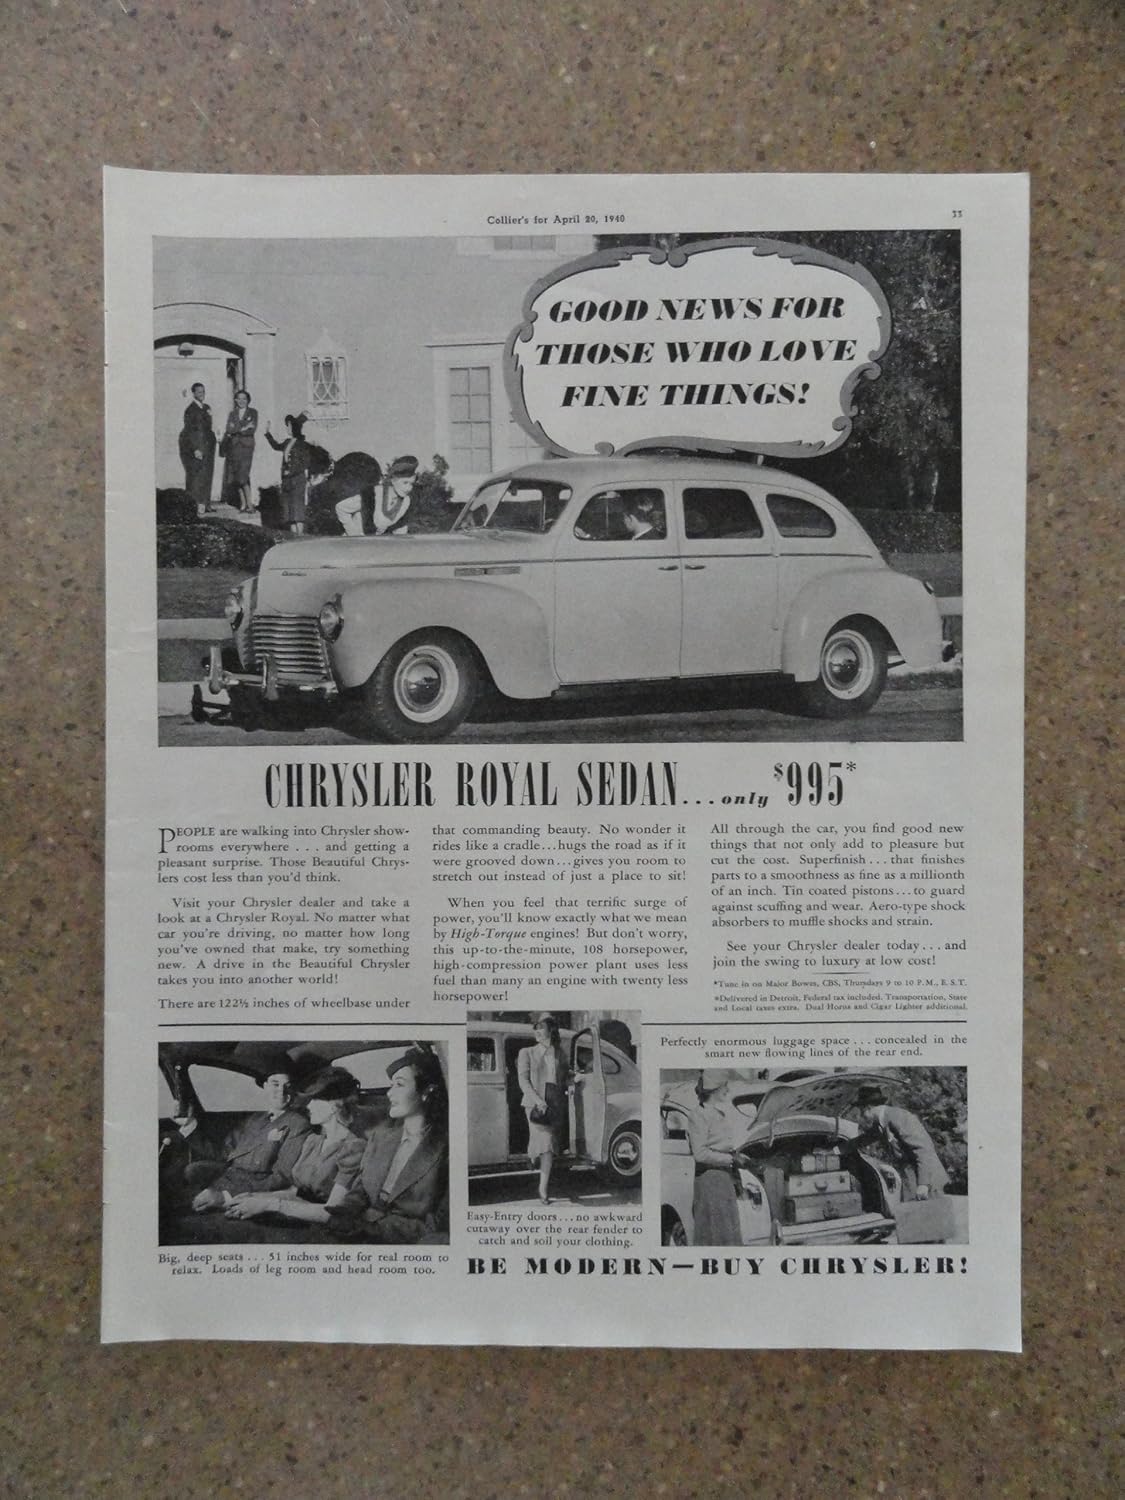 Collier's for April 20, 1940
33
GOOD NEWS FOR
THOSE WHO LOVE
FINE THINGS!
CHRYSLER ROYAL SEDAN...only $995*
PEOPLE are walking into Chrysler show-
rooms everywhere . . . and getting a
pleasant surprise. Those Beautiful Chrys-
lers cost less than you'd think.
Visit your Chrysler dealer and take a
look at a Chrysler Royal. No matter what
car you're driving, no matter how long
you've owned that make, try something
new. A drive in the Beautiful Chrysler
takes you into another world!
There are 122½ inches of wheelbase under
that commanding beauty. No wonder it
rides like a cradle...hugs the road as if it
were grooved down...gives you room to
stretch out instead of just a place to sit!
When you feel that terrific surge of
power, you'll know exactly what we mean
by High-Torque engines! But don't worry,
this up-to-the-minute, 108 horsepower,
high-compression power plant uses less
fuel than many an engine with twenty less
horsepower!
All through the car, you find good new
things that not only add to pleasure but
cut the cost. Superfinish...that finishes
parts to a smoothness as fine as a millionth
of an inch. Tin coated pistons...to guard
against scuffing and wear. Aero-type shock
absorbers to muffle shocks and strain.
See your Chrysler dealer today...and
join the swing to luxury at low cost!
*Tune in on Major Bowes, CBS, Thursdays 9 to 10 P.M., E. S. T.
*Delivered in Detroit, Federal tax included. Transportation, State
and Local taxes extra. Dual Horns and Cigar Lighter additional.
Big, deep seats . . . 51 inches wide for real room to
relax. Loads of leg room and head room too.
Easy-Entry doors...no awkward
cutaway over the rear fender to
catch and soil your clothing.
Perfectly enormous luggage space . . . concealed in the
smart new flowing lines of the rear end.
BE MODERN—BUY CHRYSLER!